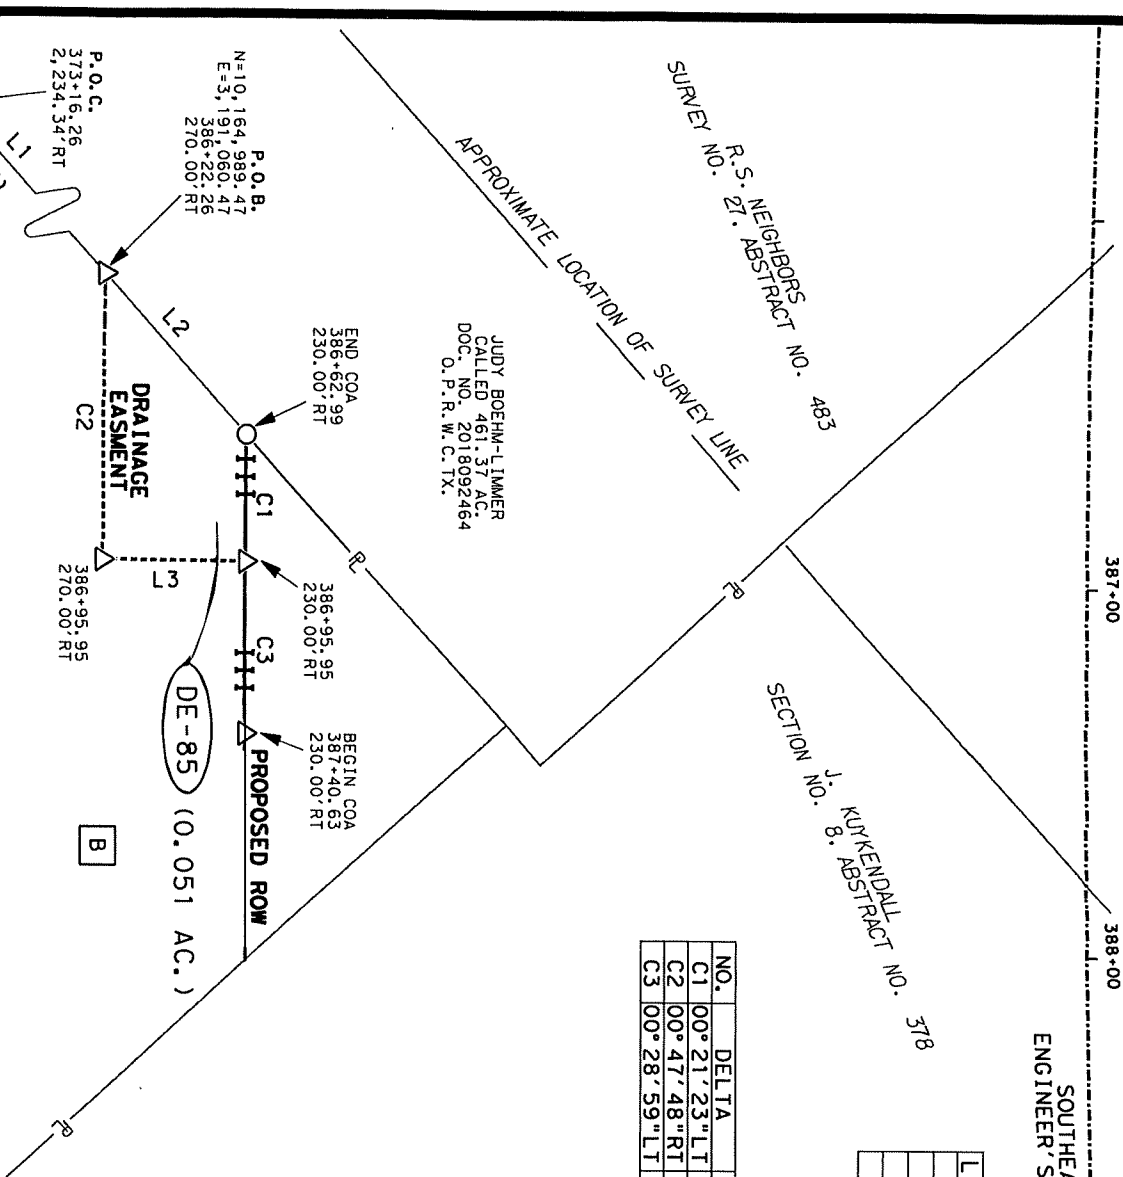 387+00
388+00
SURVEY NO. 27, ABSTRACT NO. 483
R.S. NEIGHBORS
APPROXIMATE LOCATION OF SURVEY LINE
J. KUYKENDALL
SECTION NO. 8, ABSTRACT NO. 378
SOUTHEA
ENGINEER'S
JUDY BOEHM-LIMMER
CALLED 461.37 AC.
DOC. NO. 2018092464
O.P.R.W.C.TX.
P.O.C.
373+16.26
2,234.34'RT
L1
P.O.B.
N=10,164,989.47
E=3,191,060.47
386+22.26
270.00'RT
L2
END COA
386+62.99
230.00'RT
PL
PL
PL
C1
C3
386+95.95
230.00'RT
BEGIN COA
387+40.63
230.00'RT
PROPOSED ROW
DRAINAGE
EASMENT
C2
L3
386+95.95
270.00'RT
DE-85 (0.051 AC.)
B
NO. DELTA
C1 00°21'23"LT
C2 00°47'48"RT
C3 00°28'59"LT
L